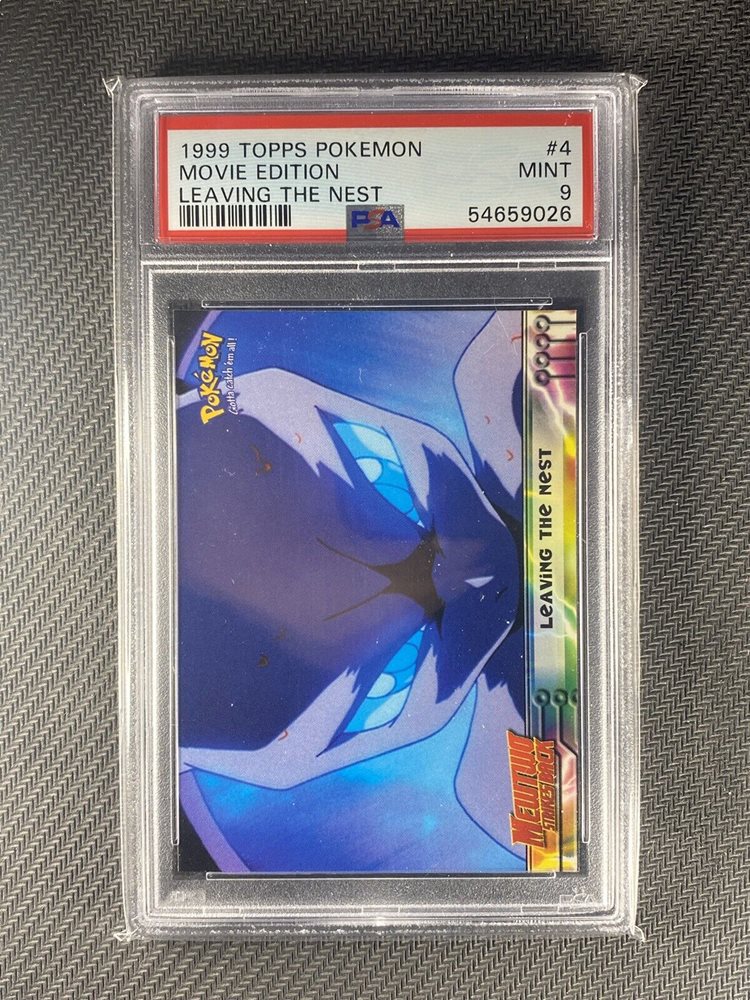 1999 TOPPS POKEMON #4
MOVIE EDITION MINT
LEAVING THE NEST 9
PSA 54659026
POKéMON
Gotta catch 'em all!
LEAVING THE NEST
MEWTWO
STRIKES BACK